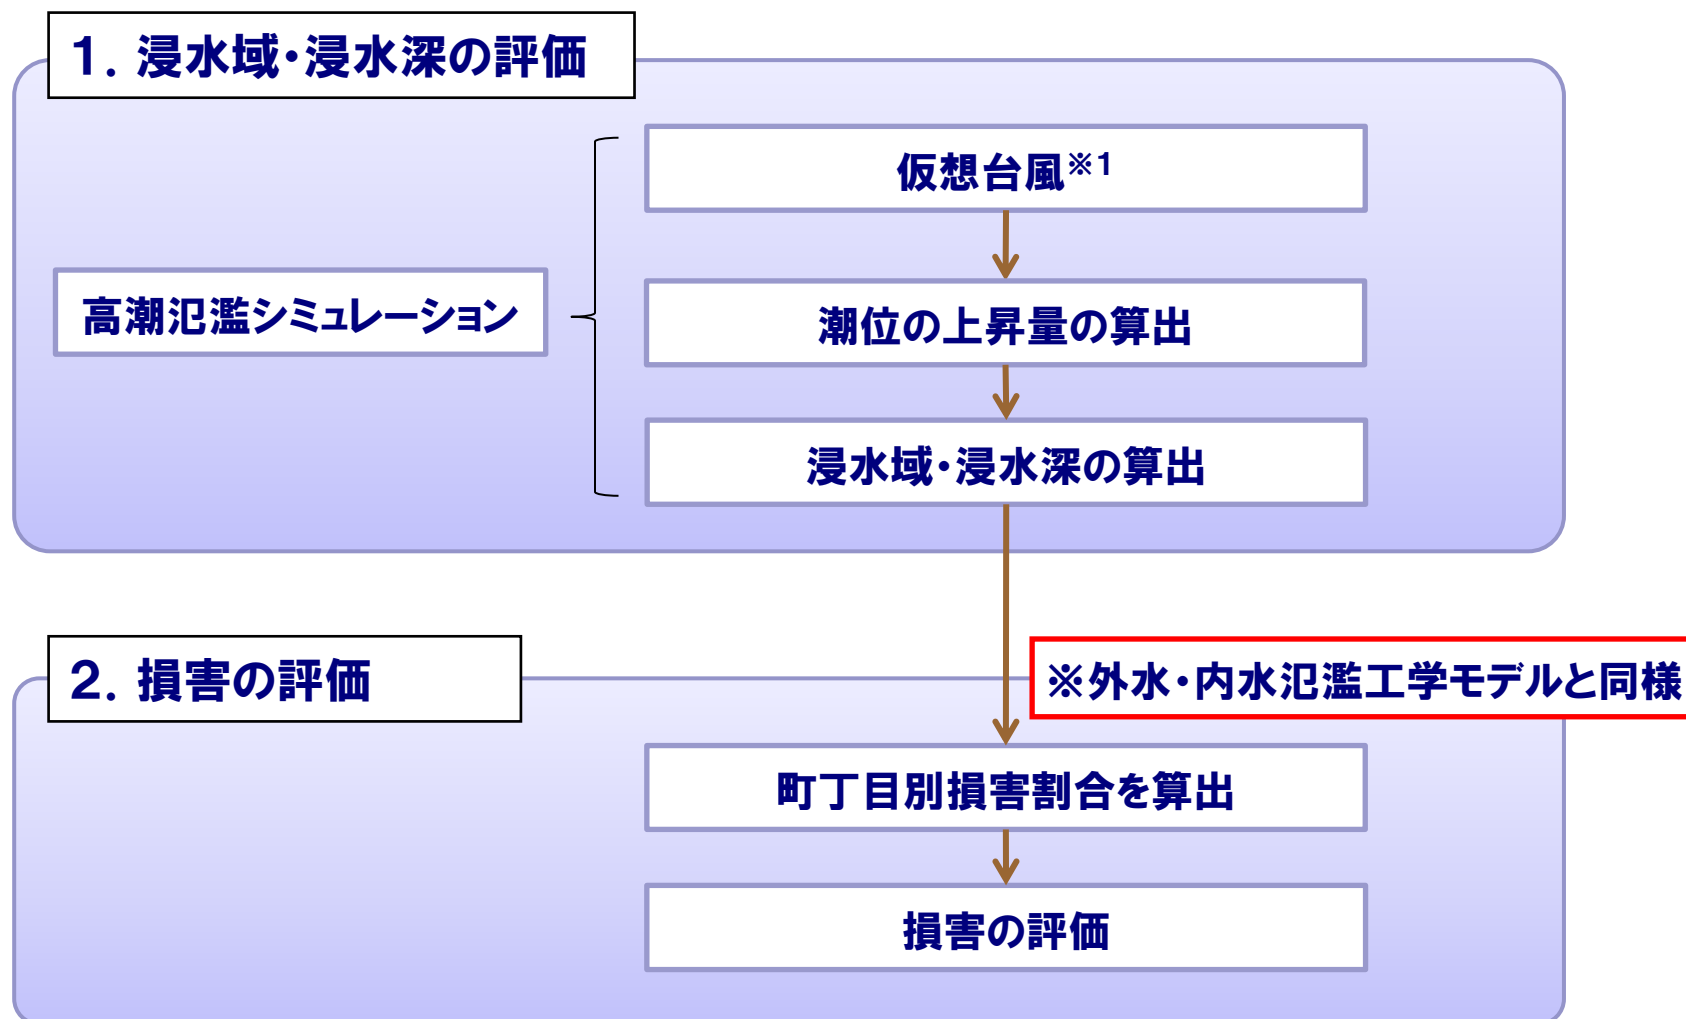 １．浸水域・浸水深の評価
仮想台風※1
高潮氾濫シミュレーション
潮位の上昇量の算出
浸水域・浸水深の算出
２．損害の評価
※外水・内水氾濫工学モデルと同様
町丁目別損害割合を算出
損害の評価